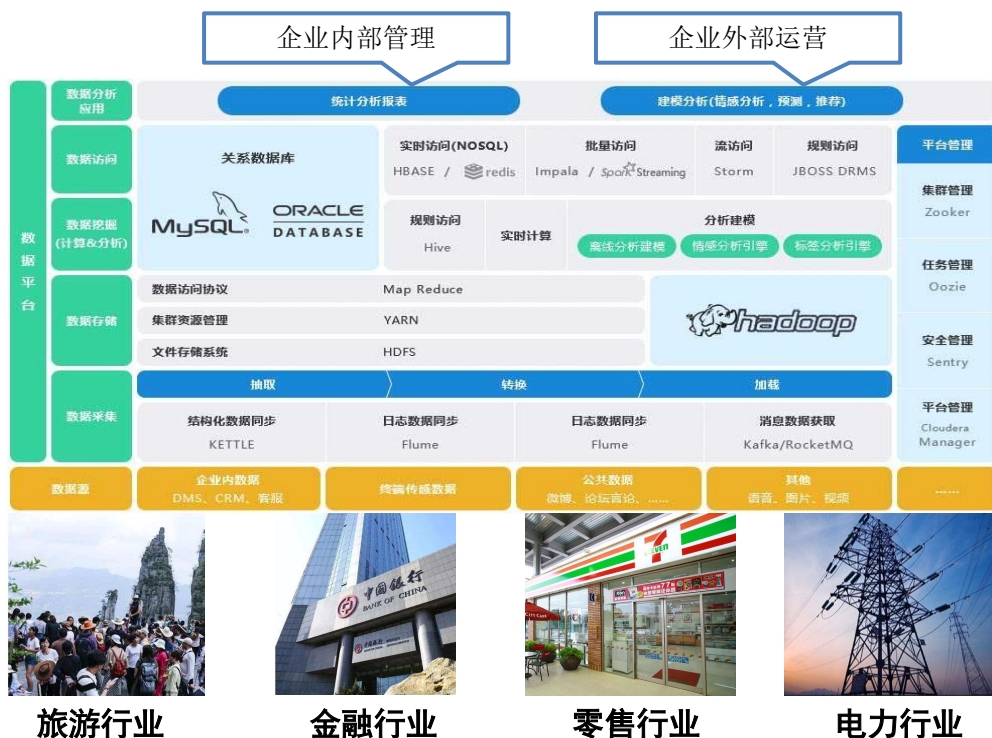 企业内部管理
企业外部运营
数据分析
应用
统计分析报表
建模分析(情感分析，预测，推荐)
数据平台
数据访问
关系数据库
MySQL
ORACLE
DATABASE
实时访问(NOSQL)
HBASE / redis
批量访问
Impala / Spark Streaming
流访问
Storm
规则访问
JBOSS DRMS
平台管理
集群管理
Zooker
数据挖掘
(计算&分析)
规则访问
Hive
实时计算
分析建模
离线分析建模
情感分析引擎
标签分析引擎
任务管理
Oozie
数据存储
数据访问协议 Map Reduce
集群资源管理 YARN
文件存储系统 HDFS
hadoop
安全管理
Sentry
数据采集
抽取
转换
加载
结构化数据同步
KETTLE
日志数据同步
Flume
日志数据同步
Flume
消息数据获取
Kafka/RocketMQ
平台管理
Cloudera
Manager
数据源
企业内数据
DMS、CRM、客服
终端传感数据
公共数据
微博、论坛言论、……
其他
语音、图片、视频
……
中国银行
BANK OF CHINA
中国银行
7
ELEVEN
旅游行业
金融行业
零售行业
电力行业